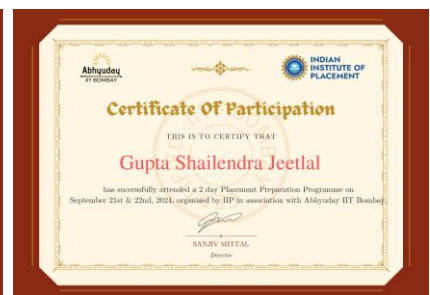 Abhyuday
IIT BOMBAY
INDIAN
INSTITUTE OF
PLACEMENT
Certificate Of Participation
THIS IS TO CERTIFY THAT
Gupta Shailendra Jeetlal
has successfully attended a 2 day Placement Preparation Programme on
September 21st & 22nd, 2024, organised by IIP in association with Abhyuday IIT Bombay.
SANJIV MITTAL
Director